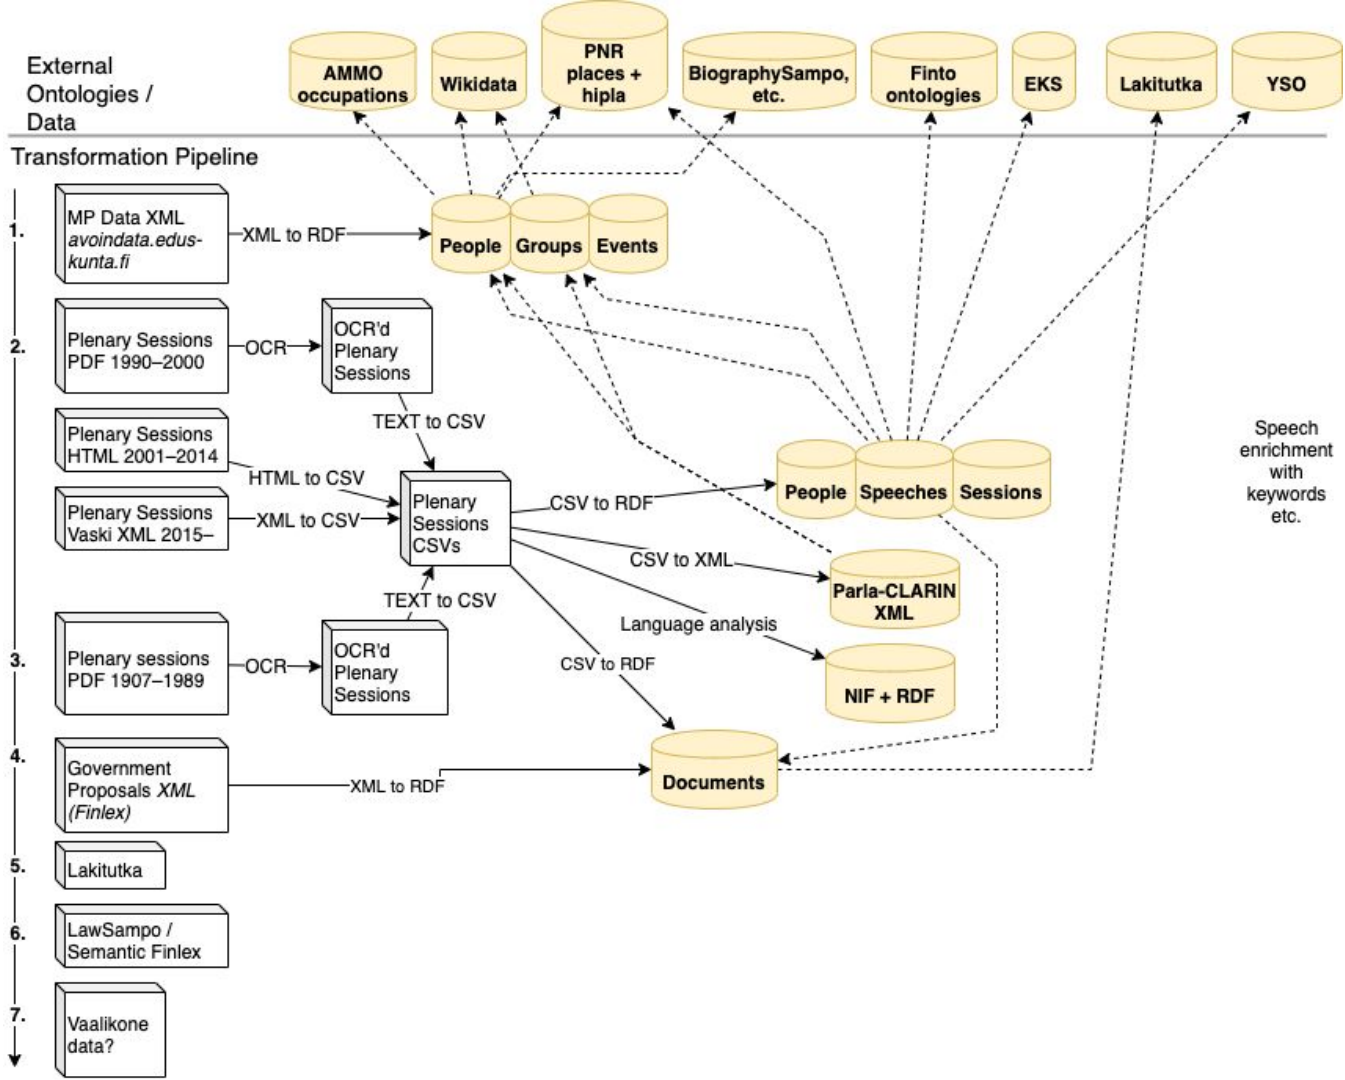 External
Ontologies /
Data
AMMO
occupations
Wikidata
PNR
places +
hipla
BiographySampo,
etc.
Finto
ontologies
EKS
Lakitutka
YSO
Transformation Pipeline
1.
MP Data XML
avoindata.edus-
kunta.fi
XML to RDF
People
Groups
Events
2.
Plenary Sessions
PDF 1990–2000
OCR
OCR'd
Plenary
Sessions
TEXT to CSV
Plenary Sessions
HTML 2001–2014
HTML to CSV
Plenary Sessions
Vaski XML 2015–
XML to CSV
Plenary
Sessions
CSVs
CSV to RDF
People
Speeches
Sessions
Speech
enrichment
with
keywords
etc.
CSV to XML
Parla-CLARIN
XML
TEXT to CSV
Language analysis
NIF + RDF
3.
Plenary sessions
PDF 1907–1989
OCR
OCR'd
Plenary
Sessions
CSV to RDF
4.
Government
Proposals XML
(Finlex)
XML to RDF
Documents
5.
Lakitutka
6.
LawSampo /
Semantic Finlex
7.
Vaalikone
data?